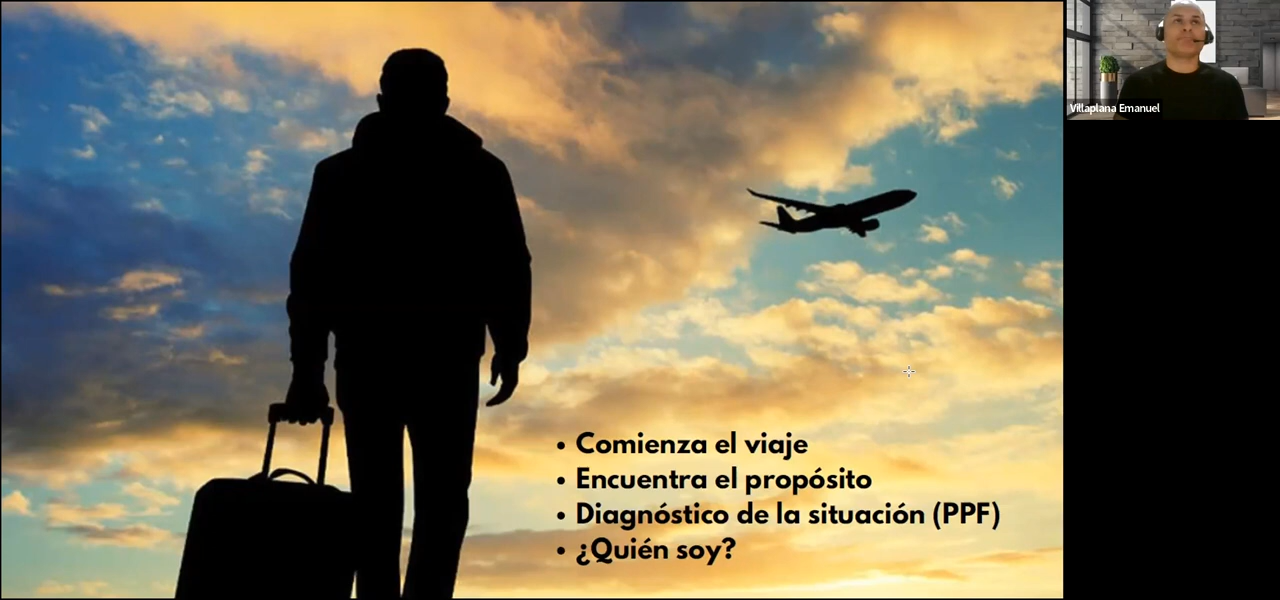 • Comienza el viaje
• Encuentra el propósito
• Diagnóstico de la situación (PPF)
• ¿Quién soy?
Villaplana Emanuel